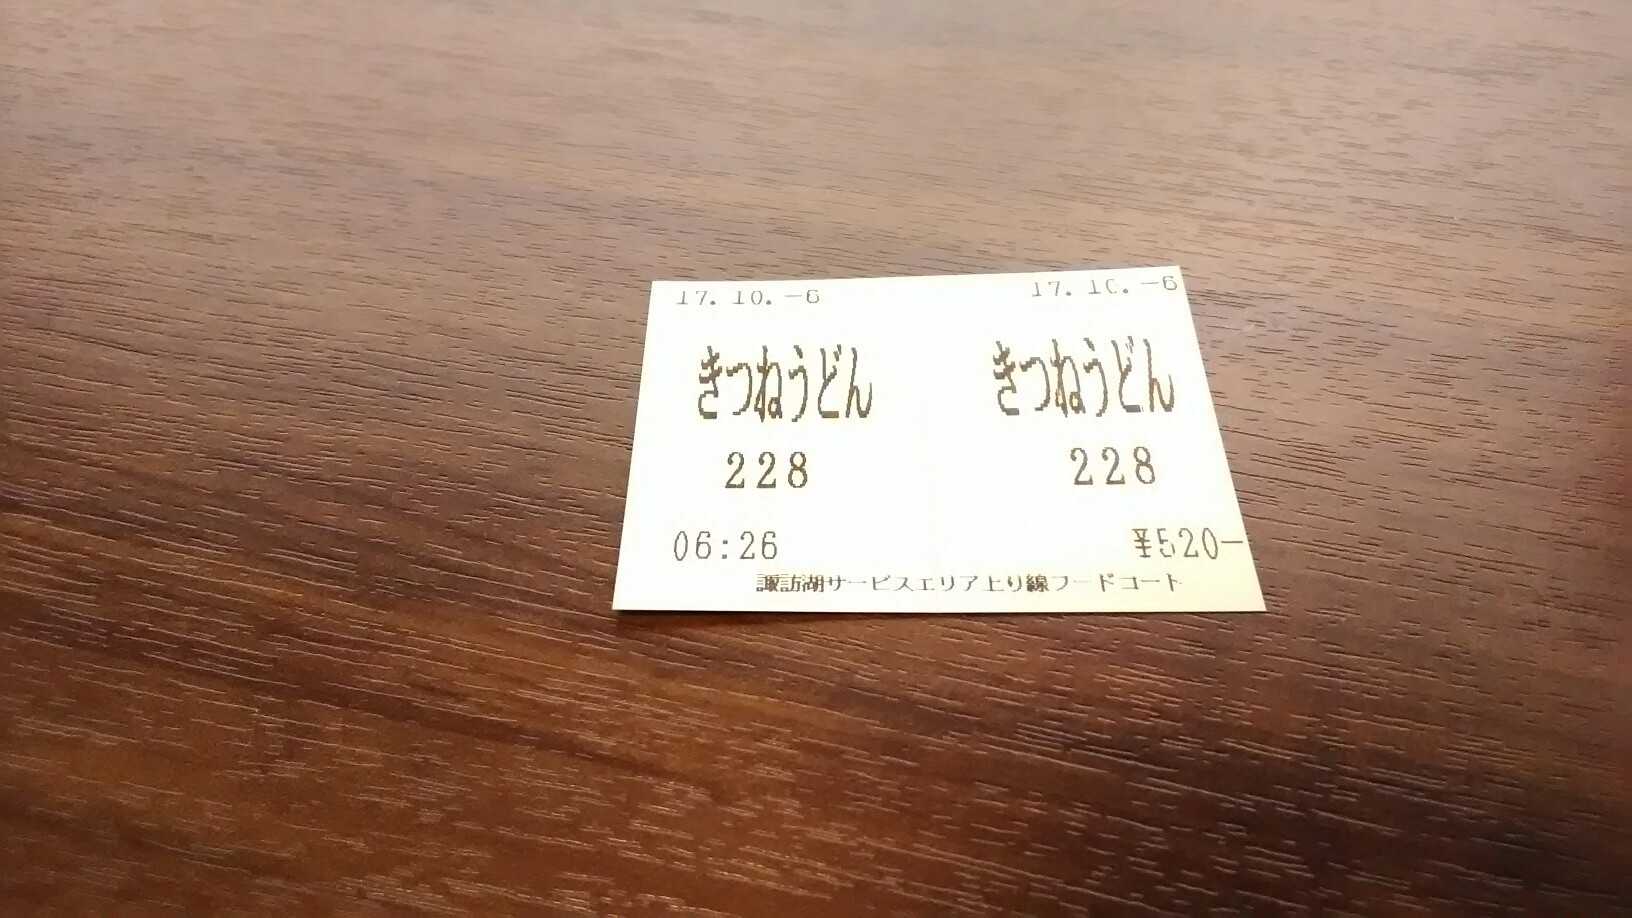 17.10.-6 17.10.-6
きつねうどん きつねうどん
228 228
06:26 ¥520-
諏訪湖サービスエリア上り線フードコート